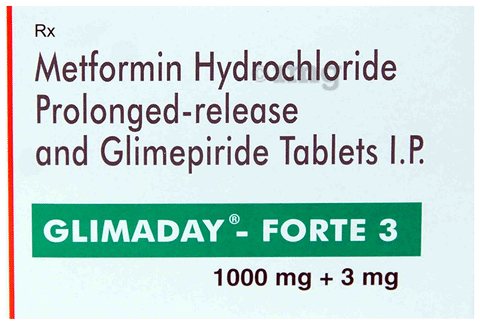 Rx
Metformin Hydrochloride
Prolonged-release
and Glimepiride Tablets I.P.
GLIMADAY®- FORTE 3
1000 mg + 3 mg